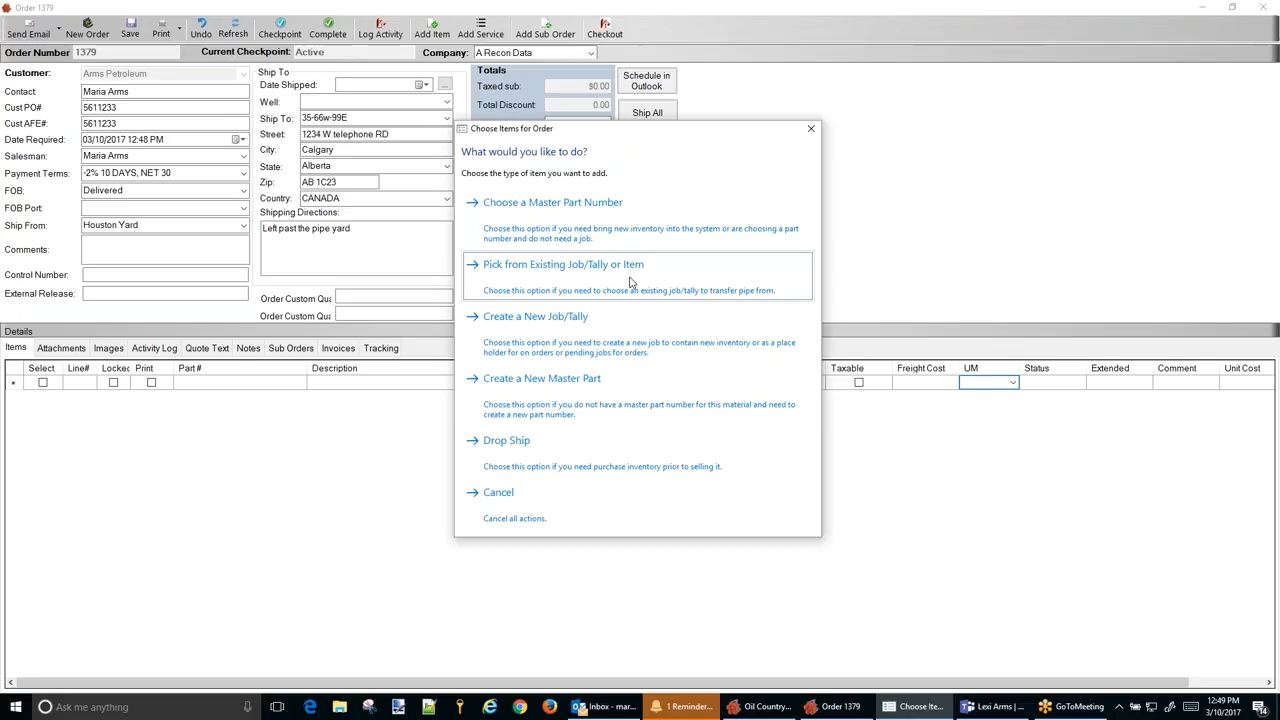 Order 1379
Send Email New Order Save Print Undo Refresh Checkpoint Complete Log Activity Add Item Add Service Add Sub Order Checkout
Order Number 1379 Current Checkpoint: Active Company: A Recon Data
Customer: Arms Petroleum
Contact: Maria Arms
Cust PO# 5611233
Cust AFE#: 5611233
Date Required: 03/10/2017 12:48 PM
Salesman: Maria Arms
Payment Terms: -2% 10 DAYS, NET 30
FOB: Delivered
FOB Port:
Ship From: Houston Yard
Comments:
Control Number:
External Release:
Ship To
Date Shipped: ...
Well:
Ship To: 35-66w-99E
Street: 1234 W telephone RD
City: Calgary
State: Alberta
Zip: AB 1C23
Country: CANADA
Shipping Directions:
Left past the pipe yard
Order Custom Qua
Order Custom Qua
Totals
Taxed sub: $0.00
Total Discount: 0.00
Schedule in
Outlook
Ship All
Choose Items for Order
What would you like to do?
Choose the type of item you want to add.
Choose a Master Part Number
Choose this option if you need bring new inventory into the system or are choosing a part
number and do not need a job.
Pick from Existing Job/Tally or Item
Choose this option if you need to choose an existing job/tally to transfer pipe from.
Create a New Job/Tally
Choose this option if you need to create a new job to contain new inventory or as a place
holder for on orders or pending jobs for orders.
Create a New Master Part
Choose this option if you do not have a master part number for this material and need to
create a new part number.
Drop Ship
Choose this option if you need purchase inventory prior to selling it.
Cancel
Cancel all actions.
Details
Items Attachments Images Activity Log Quote Text Notes Sub Orders Invoices Tracking
Select Line# Lockec Print Part # Description Taxable Freight Cost UM Status Extended Comment Unit Cost
Ask me anything
Inbox - mar... 1 Reminder... Oil Country... Order 1379 Choose Ite... Lexi Arms | ... GoToMeeting
12:49 PM
3/10/2017